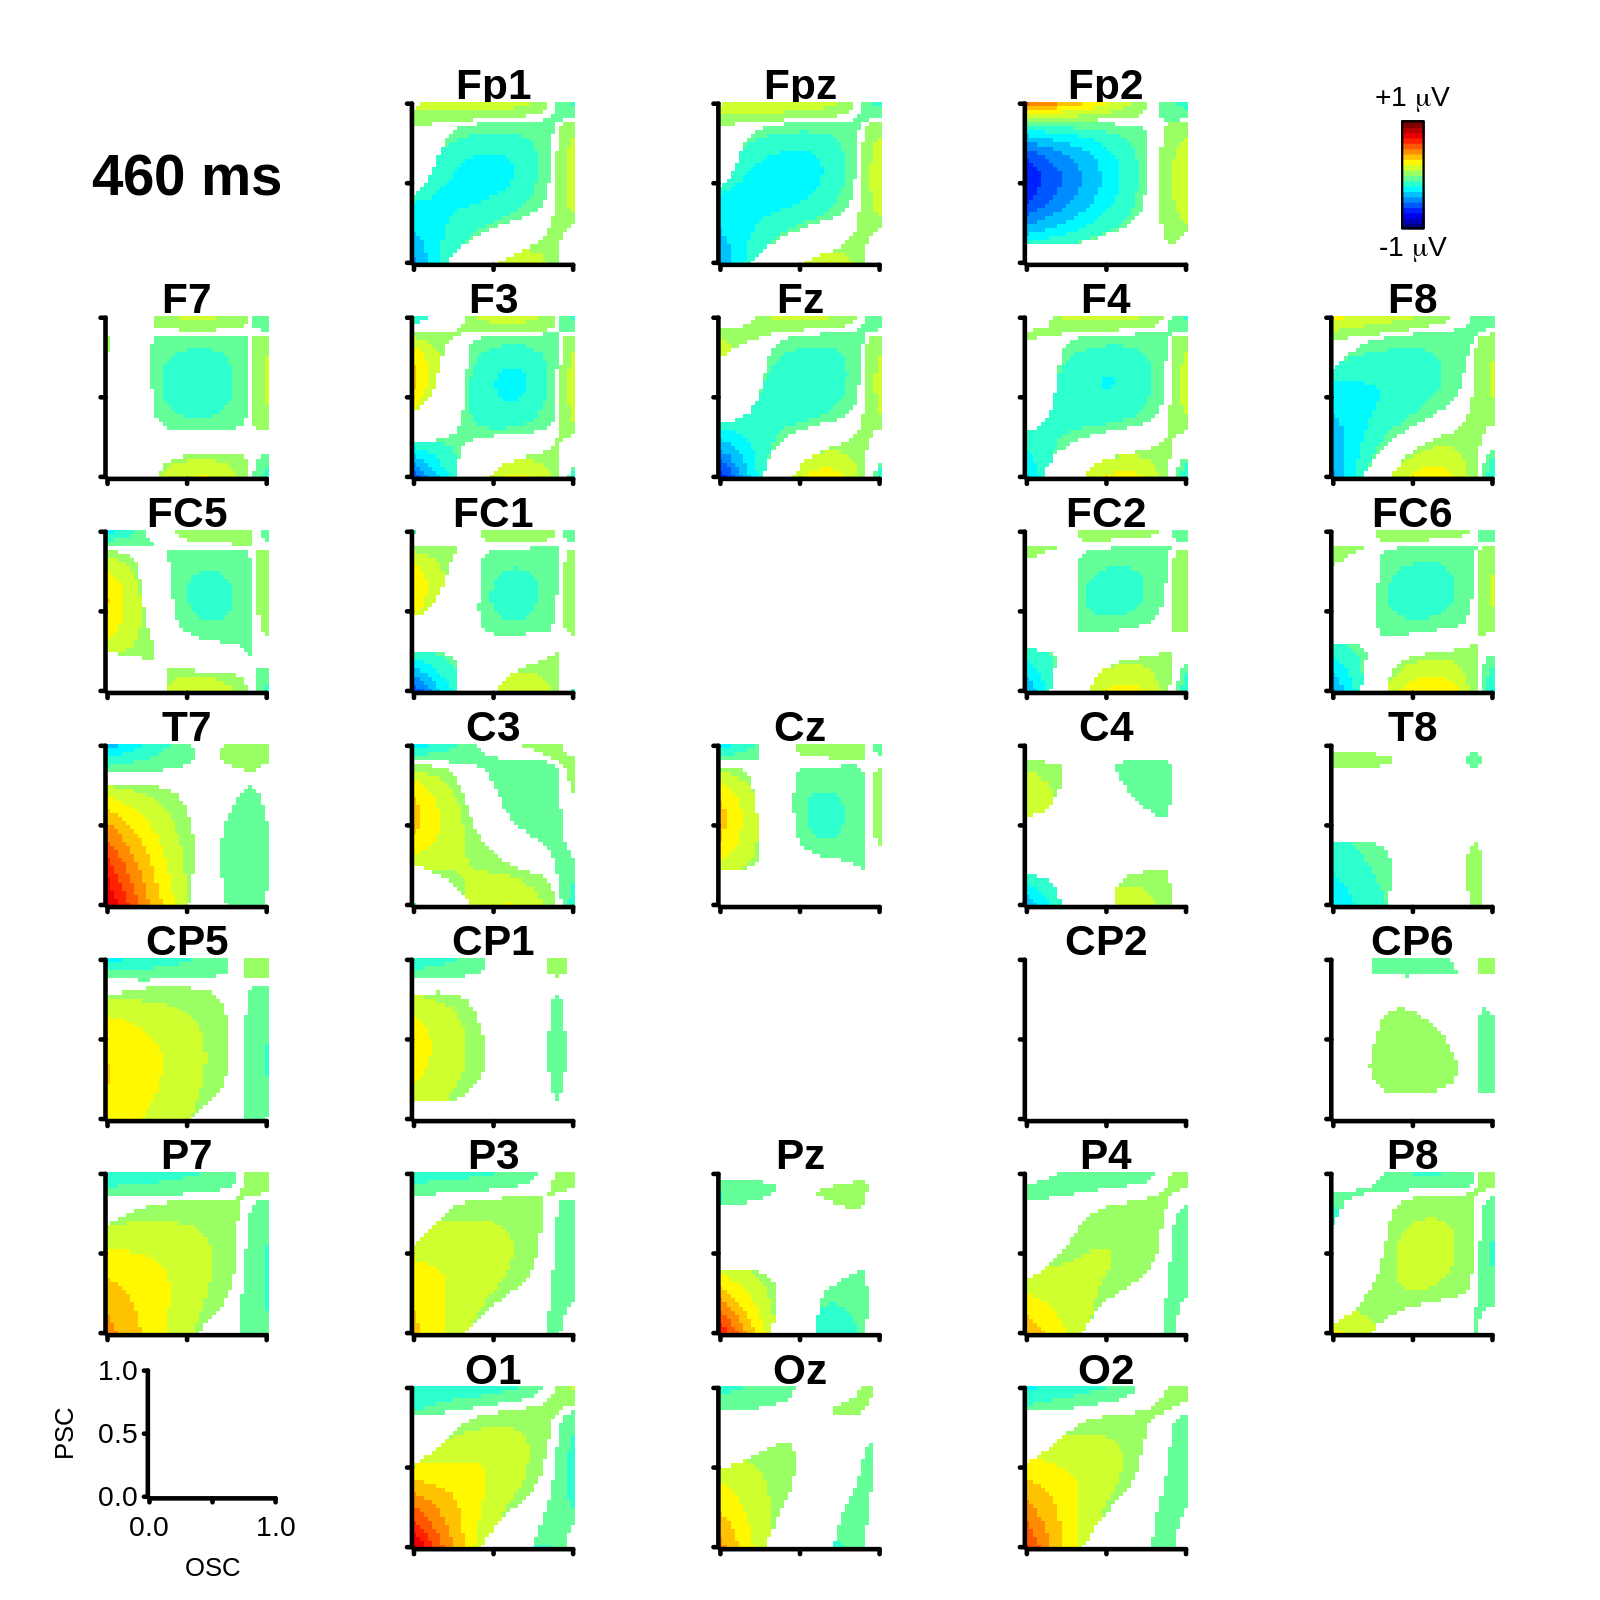 Fp1 Fpz Fp2
+1 μV
460 ms
-1 μV
F7 F3 Fz F4 F8
FC5 FC1 FC2 FC6
T7 C3 Cz C4 T8
CP5 CP1 CP2 CP6
P7 P3 Pz P4 P8
O1 Oz O2
1.0
0.5
0.0
PSC
0.0 1.0
OSC